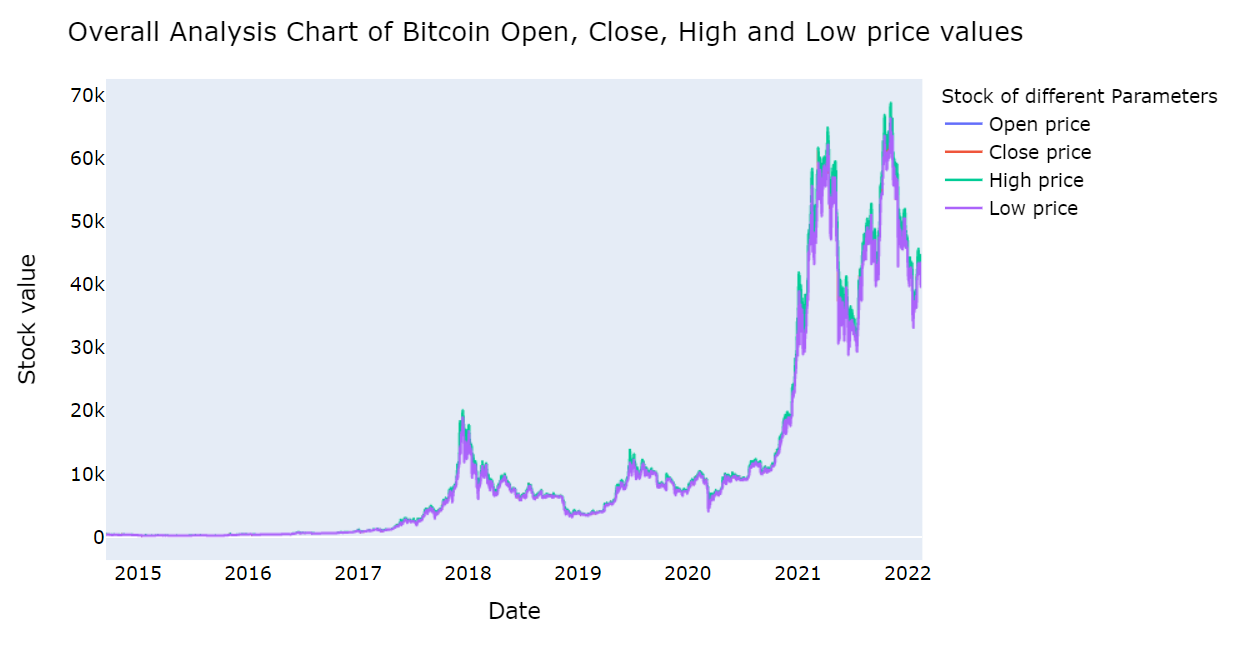 Overall Analysis Chart of Bitcoin Open, Close, High and Low price values
Stock of different Parameters
Open price
Close price
High price
Low price
Stock value
70k
60k
50k
40k
30k
20k
10k
0
2015 2016 2017 2018 2019 2020 2021 2022
Date